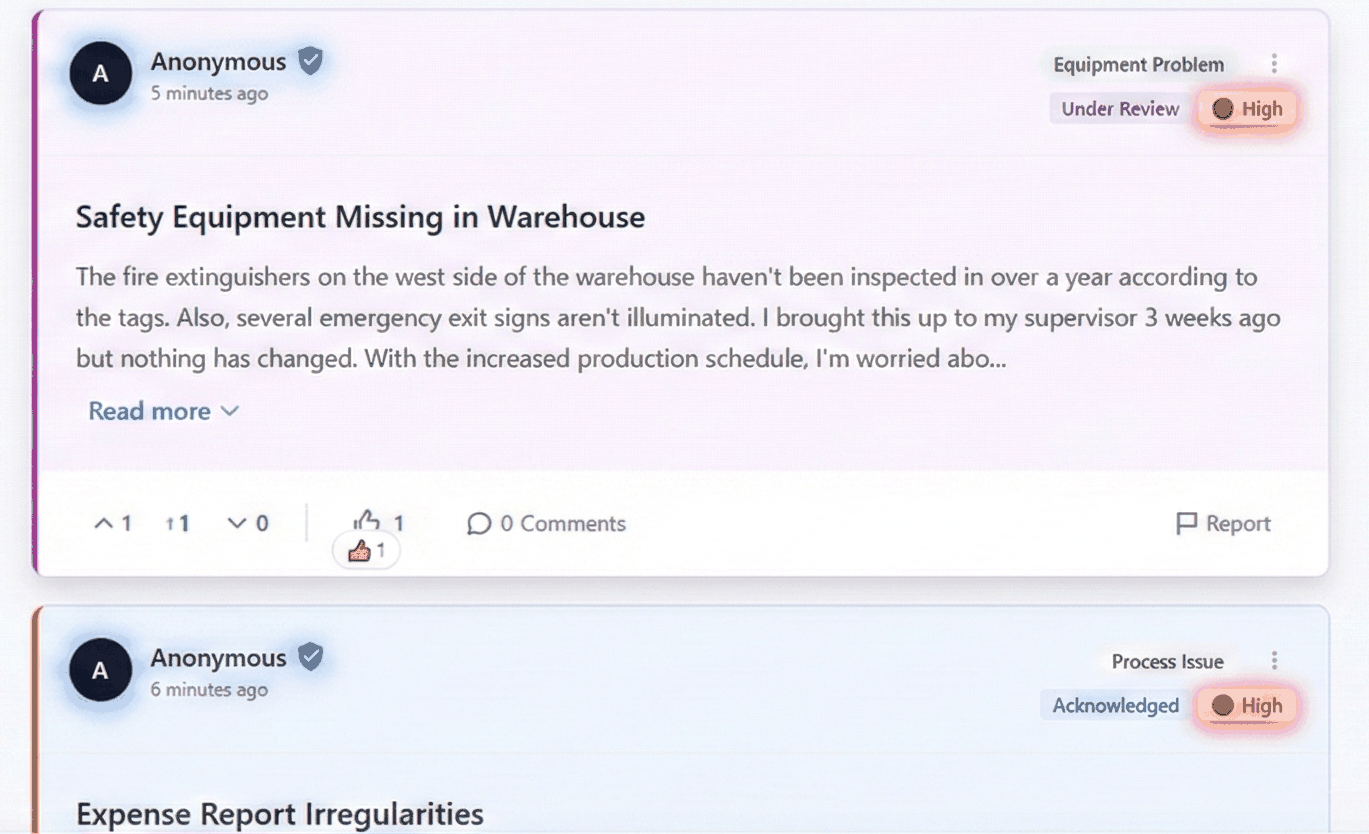 A
Anonymous
5 minutes ago
Equipment Problem
Under Review
High
Safety Equipment Missing in Warehouse
The fire extinguishers on the west side of the warehouse haven't been inspected in over a year according to
the tags. Also, several emergency exit signs aren't illuminated. I brought this up to my supervisor 3 weeks ago
but nothing has changed. With the increased production schedule, I'm worried abo...
Read more
1 ↑1 0 1 0 Comments Report
1
A
Anonymous
6 minutes ago
Process Issue
Acknowledged
High
Expense Report Irregularities